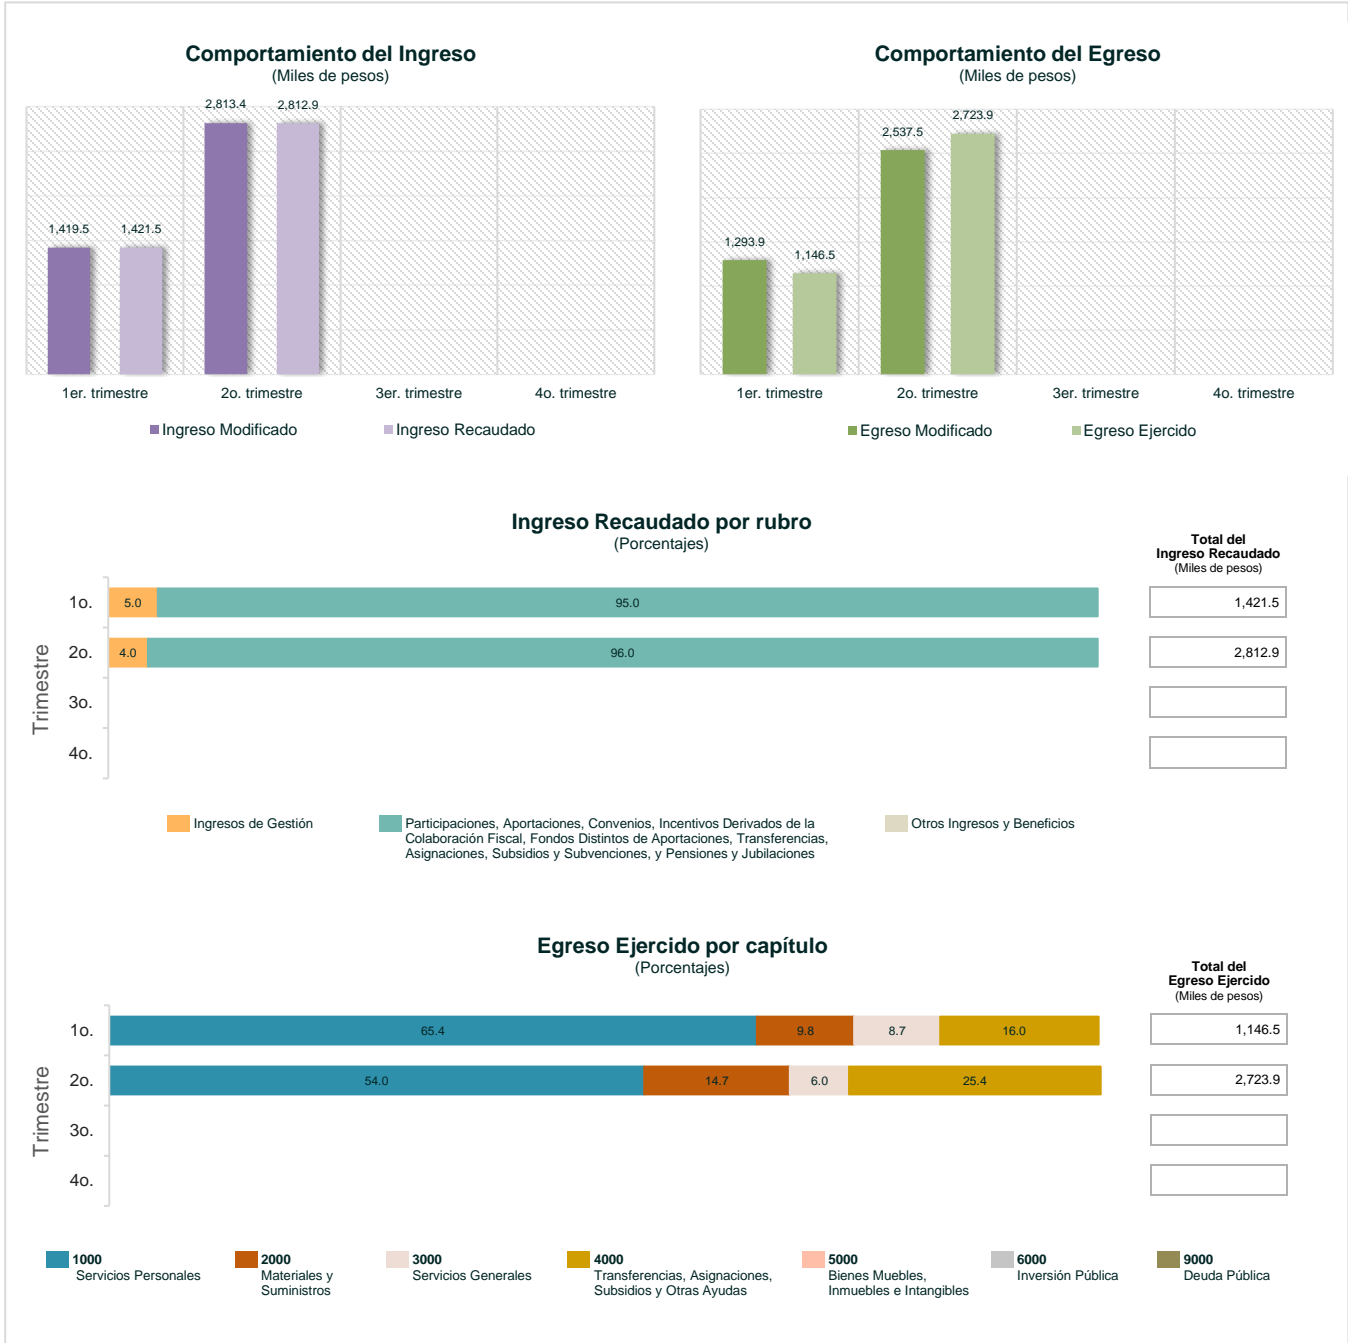 Comportamiento del Ingreso
(Miles de pesos)
2,813.4
2,812.9
1,419.5
1,421.5
1er. trimestre
2o. trimestre
3er. trimestre
4o. trimestre
Ingreso Modificado
Ingreso Recaudado
Comportamiento del Egreso
(Miles de pesos)
2,723.9
2,537.5
1,293.9
1,146.5
1er. trimestre
2o. trimestre
3er. trimestre
4o. trimestre
Egreso Modificado
Egreso Ejercido
Ingreso Recaudado por rubro
(Porcentajes)
Total del
Ingreso Recaudado
(Miles de pesos)
Trimestre
1o.
5.0
95.0
1,421.5
2o.
4.0
96.0
2,812.9
3o.
4o.
Ingresos de Gestión
Participaciones, Aportaciones, Convenios, Incentivos Derivados de la
Colaboración Fiscal, Fondos Distintos de Aportaciones, Transferencias,
Asignaciones, Subsidios y Subvenciones, y Pensiones y Jubilaciones
Otros Ingresos y Beneficios
Egreso Ejercido por capítulo
(Porcentajes)
Total del
Egreso Ejercido
(Miles de pesos)
Trimestre
1o.
65.4
9.8
8.7
16.0
1,146.5
2o.
54.0
14.7
6.0
25.4
2,723.9
3o.
4o.
1000
Servicios Personales
2000
Materiales y
Suministros
3000
Servicios Generales
4000
Transferencias, Asignaciones,
Subsidios y Otras Ayudas
5000
Bienes Muebles,
Inmuebles e Intangibles
6000
Inversión Pública
9000
Deuda Pública